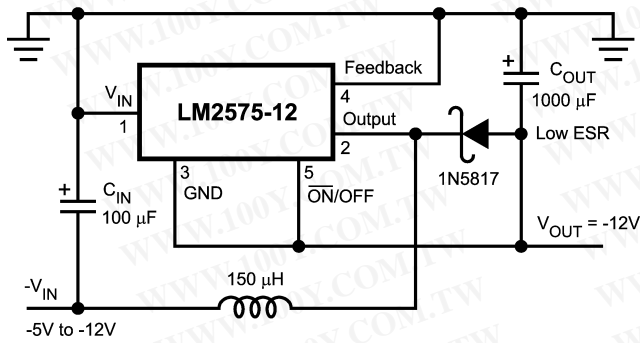 Feedback
+
C_OUT
1000 µF
V_IN
LM2575-12
4
1
Output
2
Low ESR
3
5
1N5817
GND
ON/OFF
+
C_IN
100 µF
V_OUT = -12V
150 µH
-V_IN
-5V to -12V
WWW.100Y.COM.TW